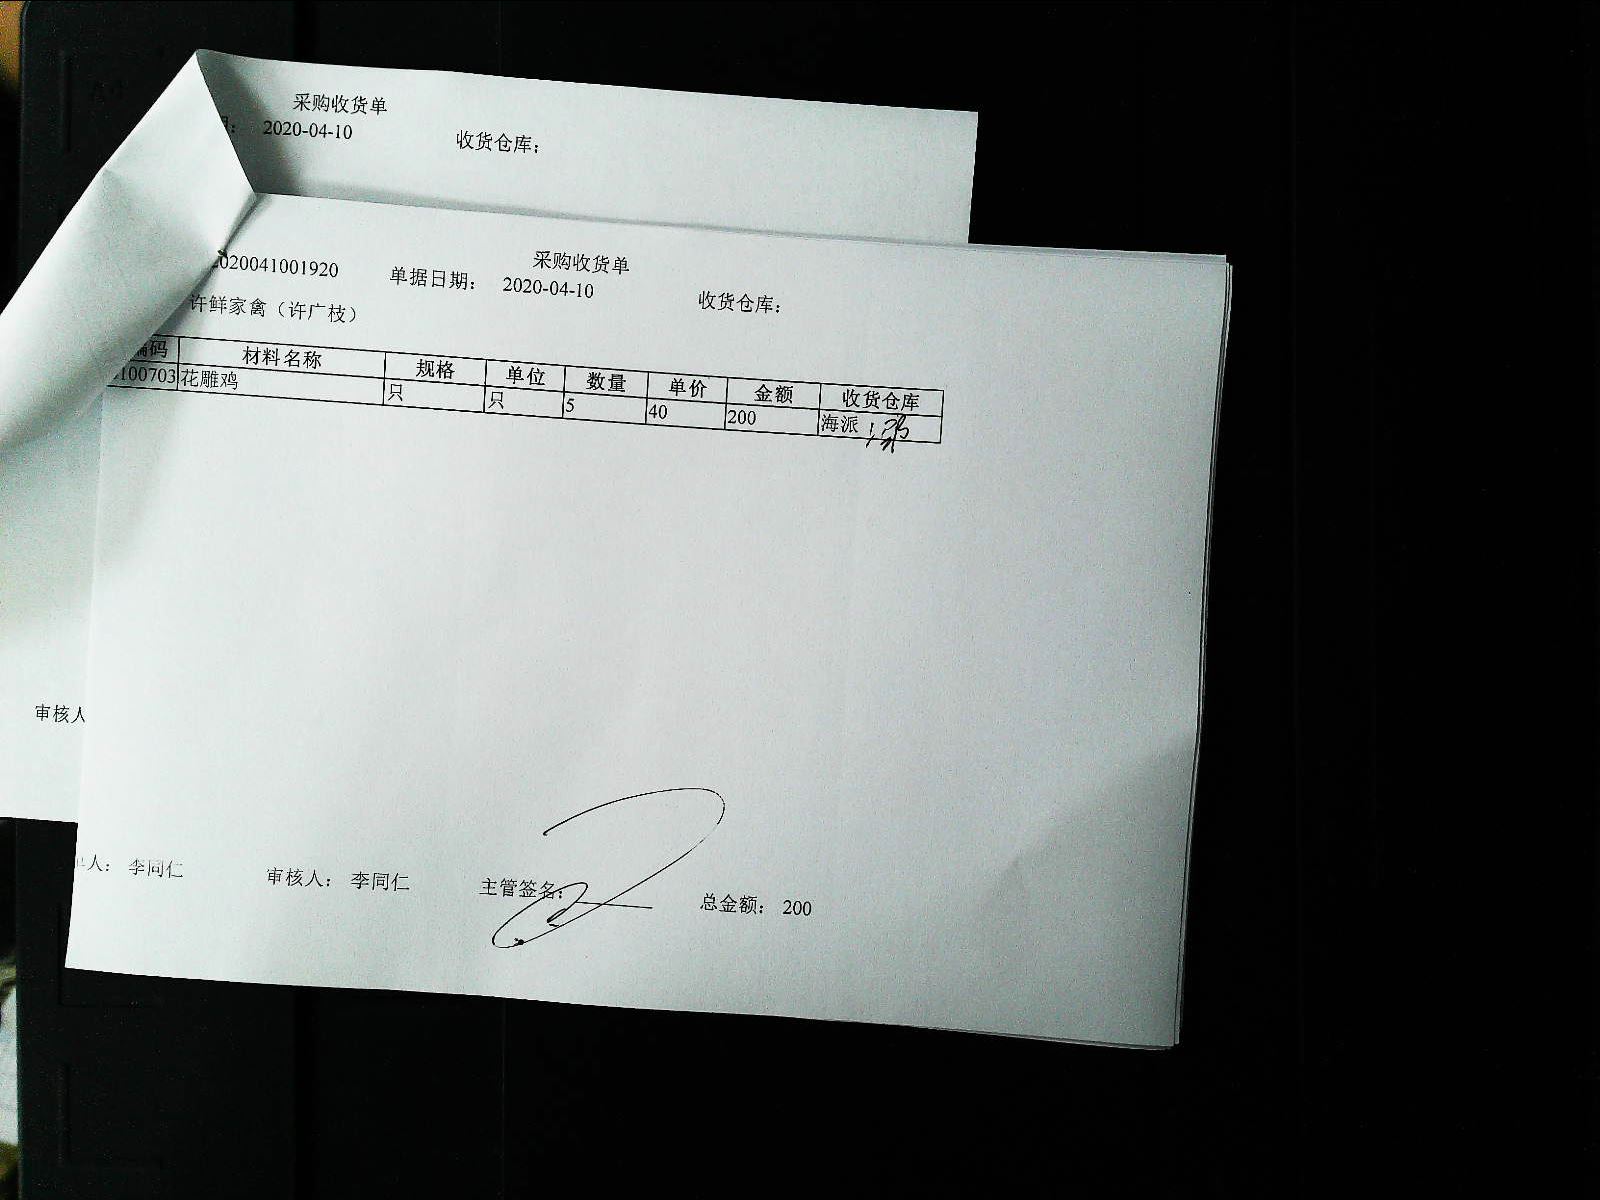 采购收货单
2020-04-10 收货仓库：
采购收货单
2020041001920 单据日期： 2020-04-10 收货仓库：
许鲜家禽（许广枝）
编码 材料名称 规格 单位 数量 单价 金额 收货仓库
100703 花雕鸡 只 只 5 40 200 海派
审核人
人： 李同仁 审核人： 李同仁 主管签名： 总金额： 200